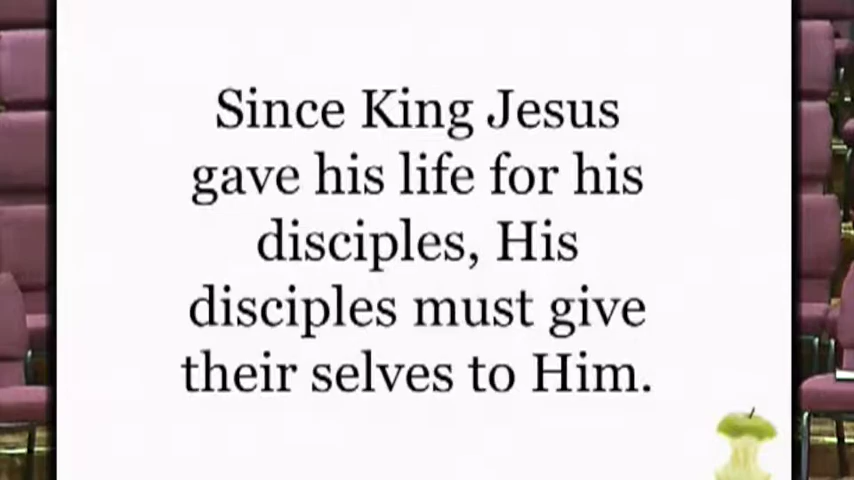 Since King Jesus
gave his life for his
disciples, His
disciples must give
their selves to Him.